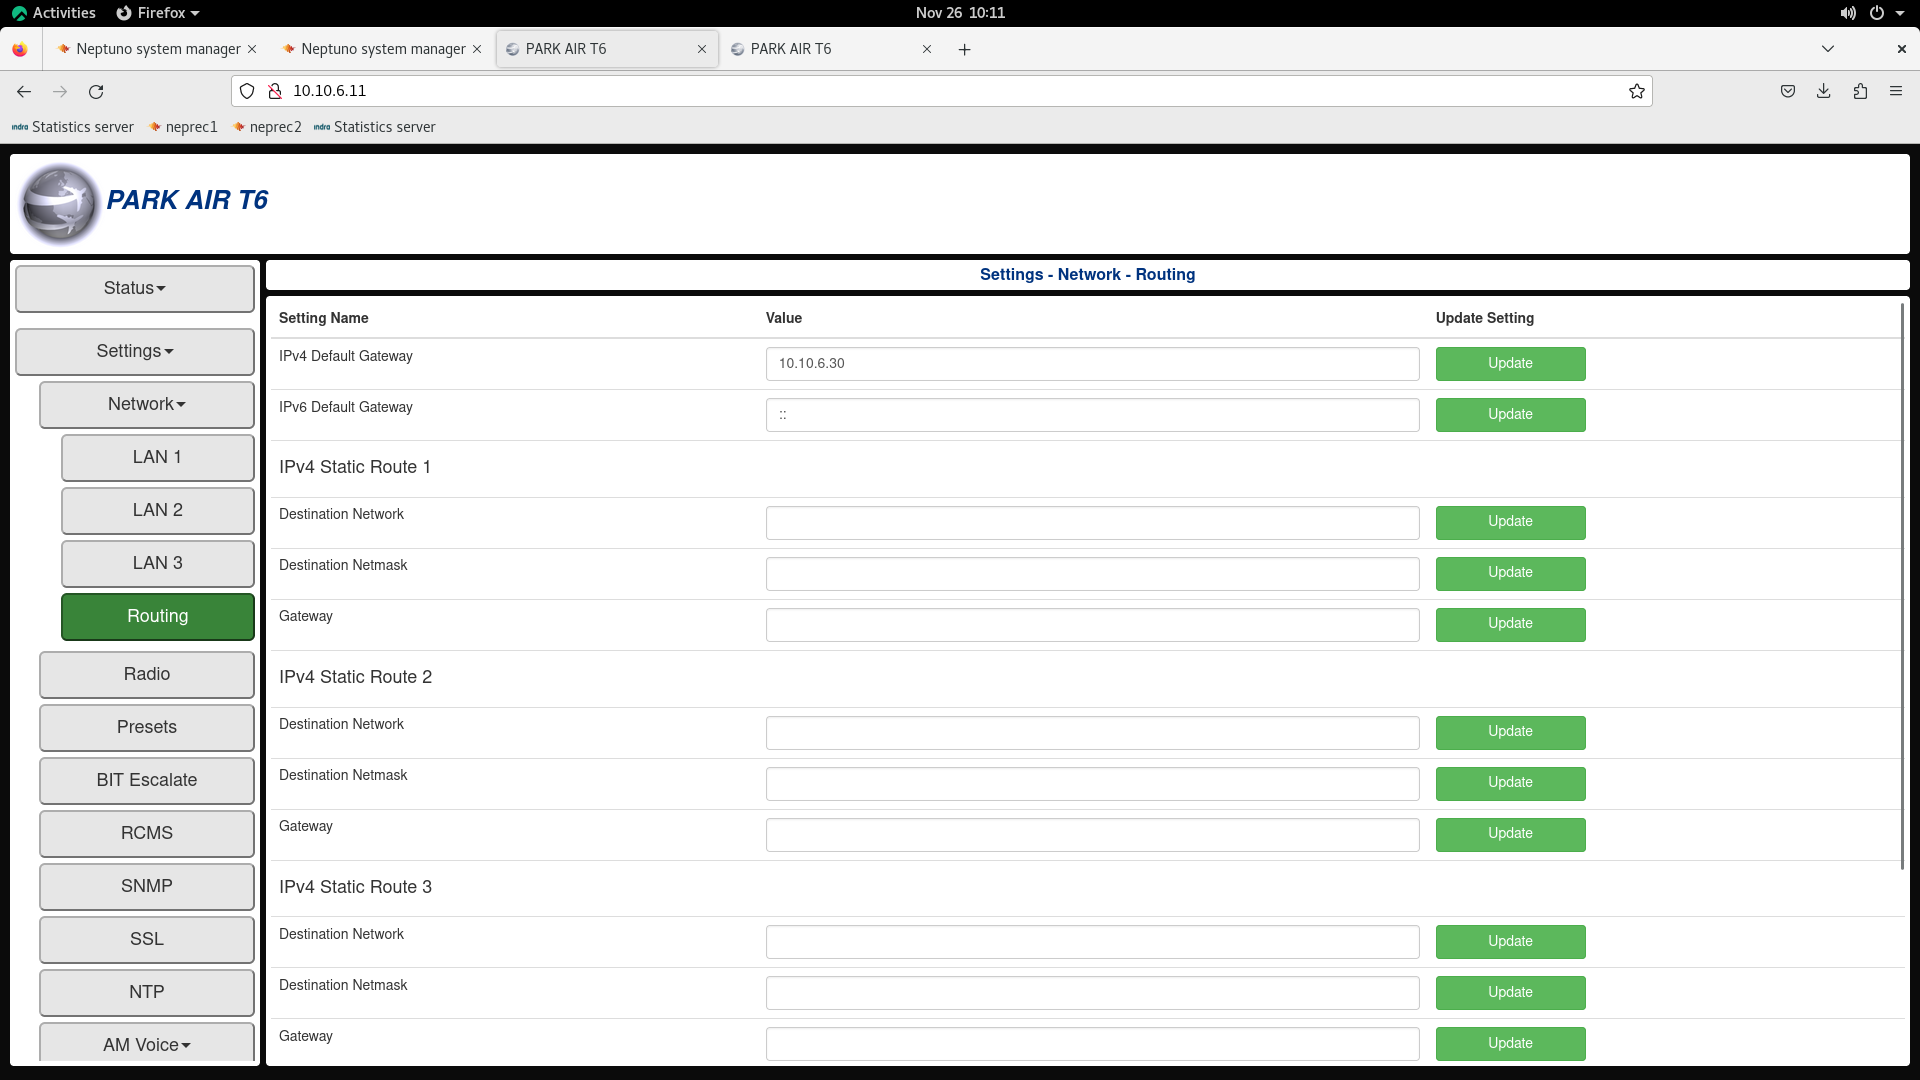 Activities Firefox Nov 26 10:11
Neptuno system manager Neptuno system manager PARK AIR T6 PARK AIR T6
10.10.6.11
indra Statistics server neprec1 neprec2 indra Statistics server
PARK AIR T6
Status
Settings
Network
LAN 1
LAN 2
LAN 3
Routing
Radio
Presets
BIT Escalate
RCMS
SNMP
SSL
NTP
AM Voice
Settings - Network - Routing
Setting Name Value Update Setting
IPv4 Default Gateway 10.10.6.30 Update
IPv6 Default Gateway :: Update
IPv4 Static Route 1
Destination Network Update
Destination Netmask Update
Gateway Update
IPv4 Static Route 2
Destination Network Update
Destination Netmask Update
Gateway Update
IPv4 Static Route 3
Destination Network Update
Destination Netmask Update
Gateway Update